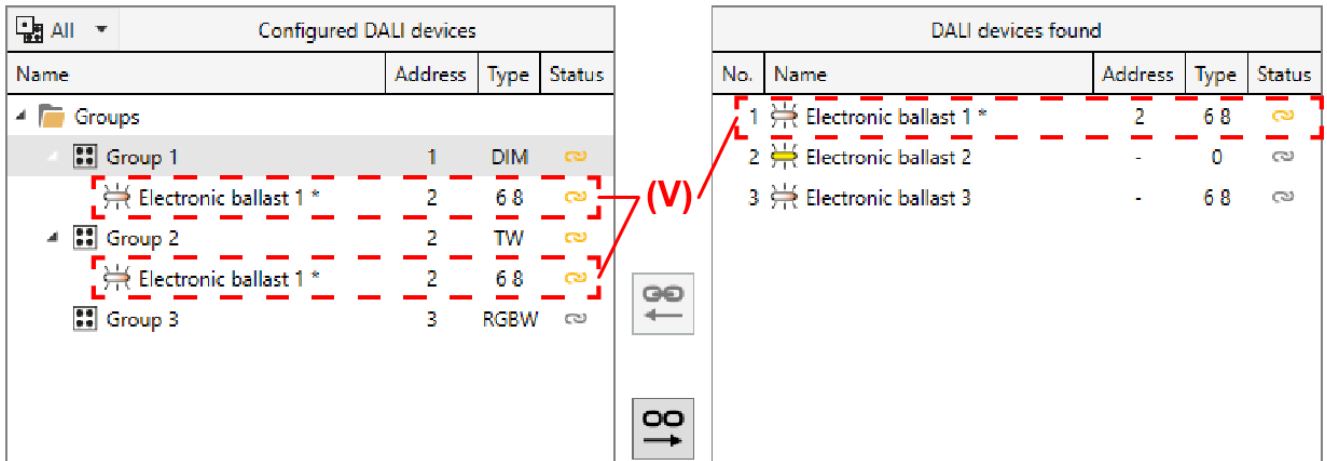 All Configured DALI devices
Name Address Type Status
Groups
Group 1 1 DIM
Electronic ballast 1 * 2 6 8
Group 2 2 TW
Electronic ballast 1 * 2 6 8
Group 3 3 RGBW
(V)
DALI devices found
No. Name Address Type Status
1 Electronic ballast 1 * 2 6 8
2 Electronic ballast 2 - 0
3 Electronic ballast 3 - 6 8